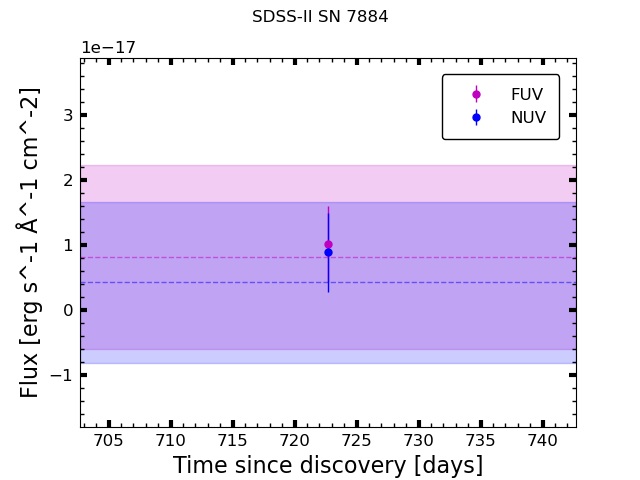 SDSS-II SN 7884
1e−17
FUV
NUV
3
2
1
0
−1
Flux [erg s^-1 Å^-1 cm^-2]
705 710 715 720 725 730 735 740
Time since discovery [days]